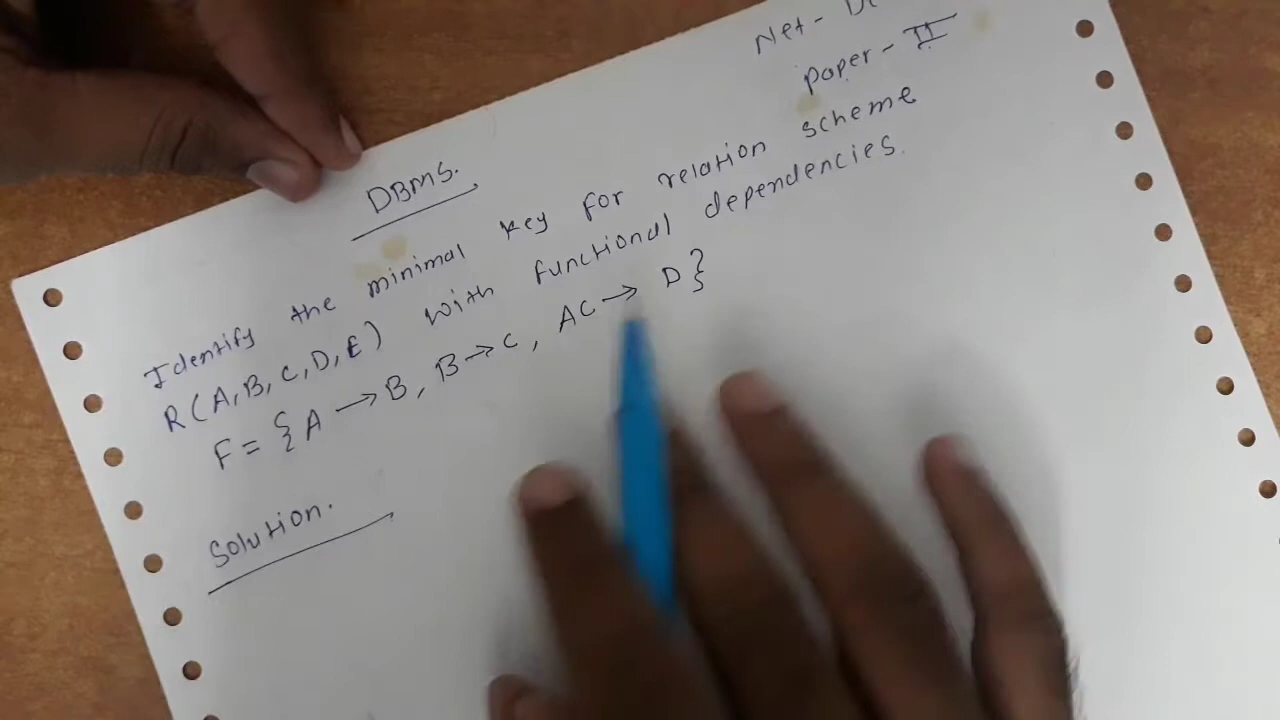 Net-
Paper - II
DBMS.
Identify the minimal key for relation scheme
R(A,B,C,D,E) with functional dependencies.
F = {A → B, B → C, AC → D}
Solution.